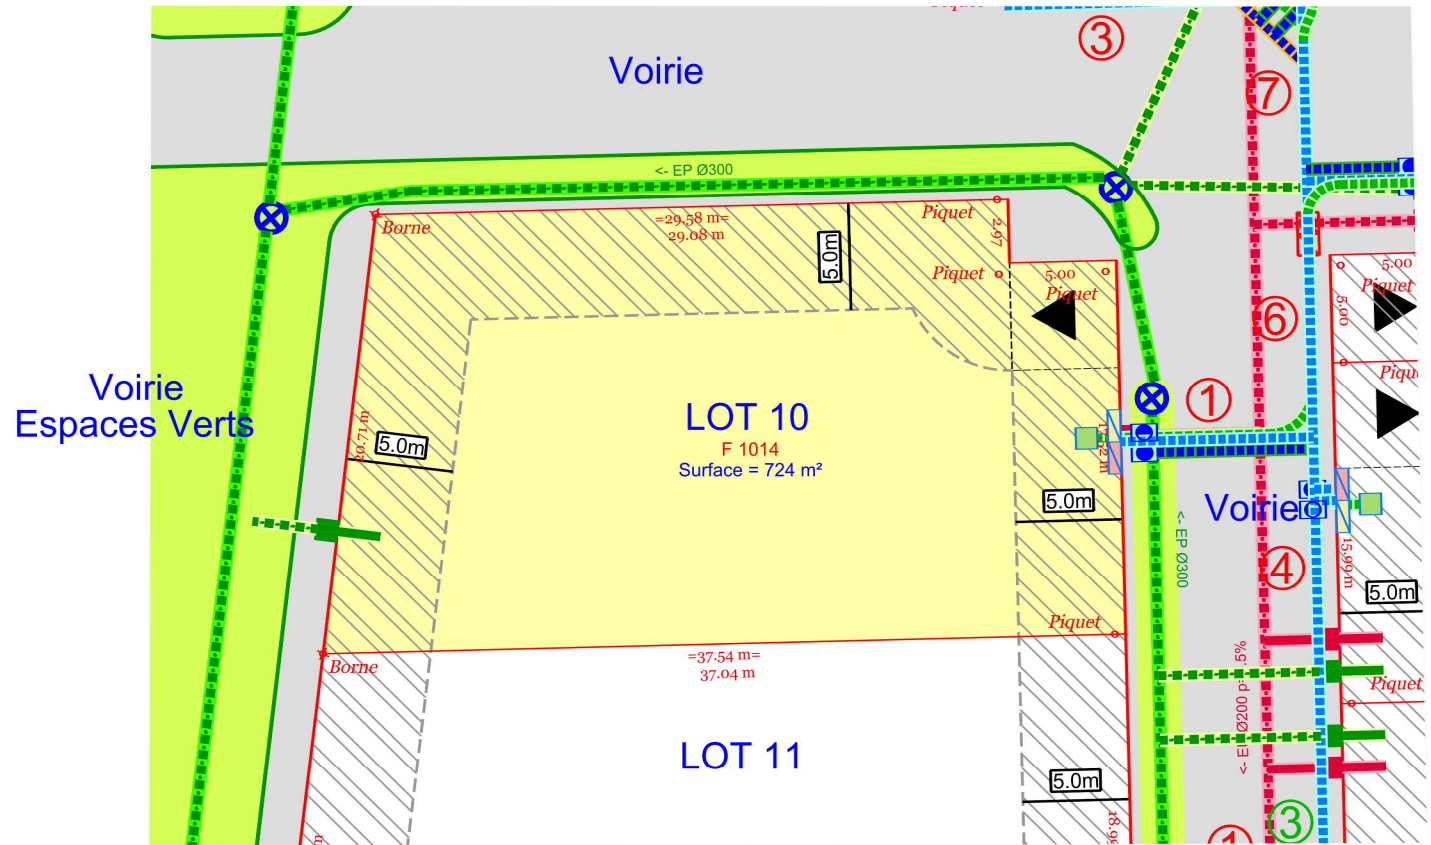 3
Voirie
7
<- EP Ø300
=29.58 m=
29.08 m
Piquet
2.97
Borne
5.0m
Piquet
5.00
Piquet
5.00
Piquet
5.00
6
Voirie
Espaces Verts
LOT 10
F 1014
Surface = 724 m²
20.71 m
5.0m
1
5.0m
Voirie
<- EP Ø300
4
15.99 m
5.0m
Piquet
Borne
=37.54 m=
37.04 m
Piquet
LOT 11
5.0m
3
1